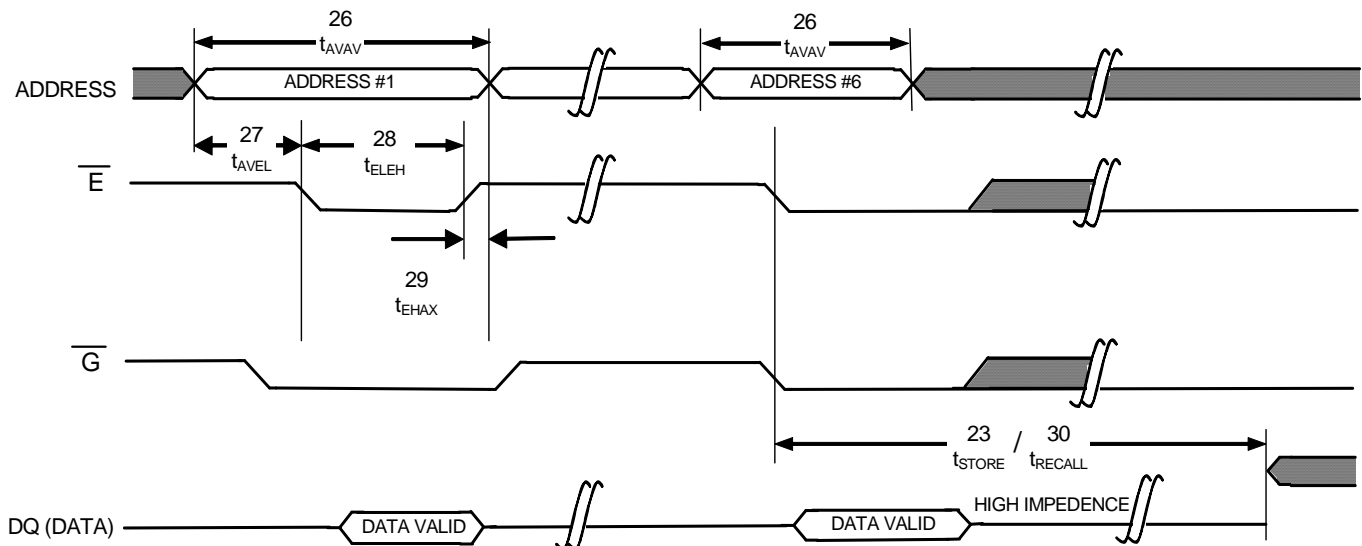 26
tAVAV
26
tAVAV
ADDRESS
ADDRESS #1
ADDRESS #6
27
tAVEL
28
tELEH
E
29
tEHAX
G
23 / 30
tSTORE tRECALL
HIGH IMPEDENCE
DQ (DATA)
DATA VALID
DATA VALID